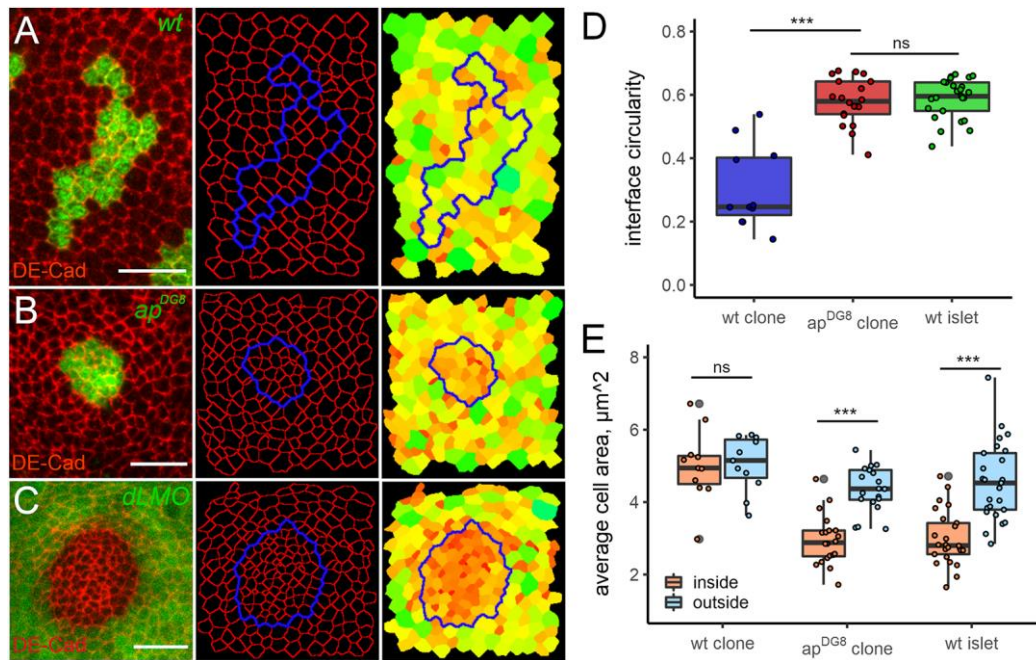 A
wt
DE-Cad
B
ap^DG8
DE-Cad
C
dLMO
DE-Cad
D
***
ns
0.8
0.6
0.4
0.2
0.0
interface circularity
wt clone
ap^DG8 clone
wt islet
E
ns
***
***
8
6
4
2
average cell area, µm^2
inside
outside
wt clone
ap^DG8 clone
wt islet